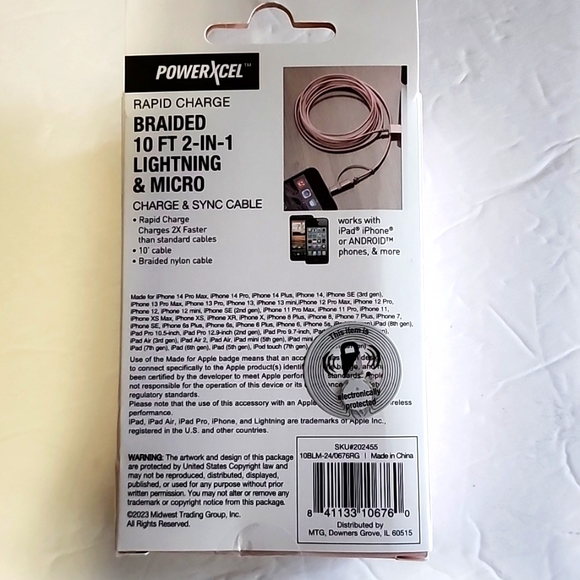 POWERXCEL™
RAPID CHARGE
BRAIDED
10 FT 2-IN-1
LIGHTNING
& MICRO
CHARGE & SYNC CABLE
• Rapid Charge
Charges 2X Faster
than standard cables
• 10' cable
• Braided nylon cable
works with
iPad® iPhone®
or ANDROID™
phones, & more
Made for iPhone 14 Pro Max, iPhone 14 Pro, iPhone 14 Plus, iPhone 14, iPhone SE (3rd gen),
iPhone 13 Pro Max, iPhone 13 Pro, iPhone 13, iPhone 13 mini,iPhone 12 Pro Max, iPhone 12 Pro,
iPhone 12, iPhone 12 mini, iPhone SE (2nd gen), iPhone 11 Pro Max, iPhone 11 Pro, iPhone 11,
iPhone XS Max, iPhone XS, iPhone XR, iPhone X, iPhone 8 Plus, iPhone 8, iPhone 7 Plus, iPhone 7,
iPhone SE, iPhone 6s Plus, iPhone 6s, iPhone 6 Plus, iPhone 6, iPhone 5s, (6th gen),
iPad Pro 10.5-inch, iPad Pro 12.9-inch (2nd gen), iPad Pro 9.7-inch,
iPad Air (3rd gen), iPad Air 2, iPad Air, iPad mini (5th gen), iPad mini
iPad (7th gen), iPad (6th gen), iPad (5th gen), iPod touch (7th gen)
This item is
electronically
protected
Use of the Made for Apple badge means that an access
to connect specifically to the Apple product(s) identi badge, and
been certified by the developer to meet Apple perform standards. Apple
not responsible for the operation of this device or its
regulatory standards.
Please note that the use of this accessory with an Apple wireless
performance.
iPad, iPad Air, iPad Pro, iPhone, and Lightning are trademarks of Apple Inc.,
registered in the U.S. and other countries.
WARNING: The artwork and design of this package
are protected by United States Copyright law and
may not be reproduced, distributed, displayed,
published, or used for any purpose without prior
written permission. You may not alter or remove any
trademark or copyright notice from this package.
©2023 Midwest Trading Group, Inc.
All Rights Reserved.
SKU#202455
10BLM-24/0676RG | Made in China
8 41133 10676 0
Distributed by
MTG, Downers Grove, IL 60515